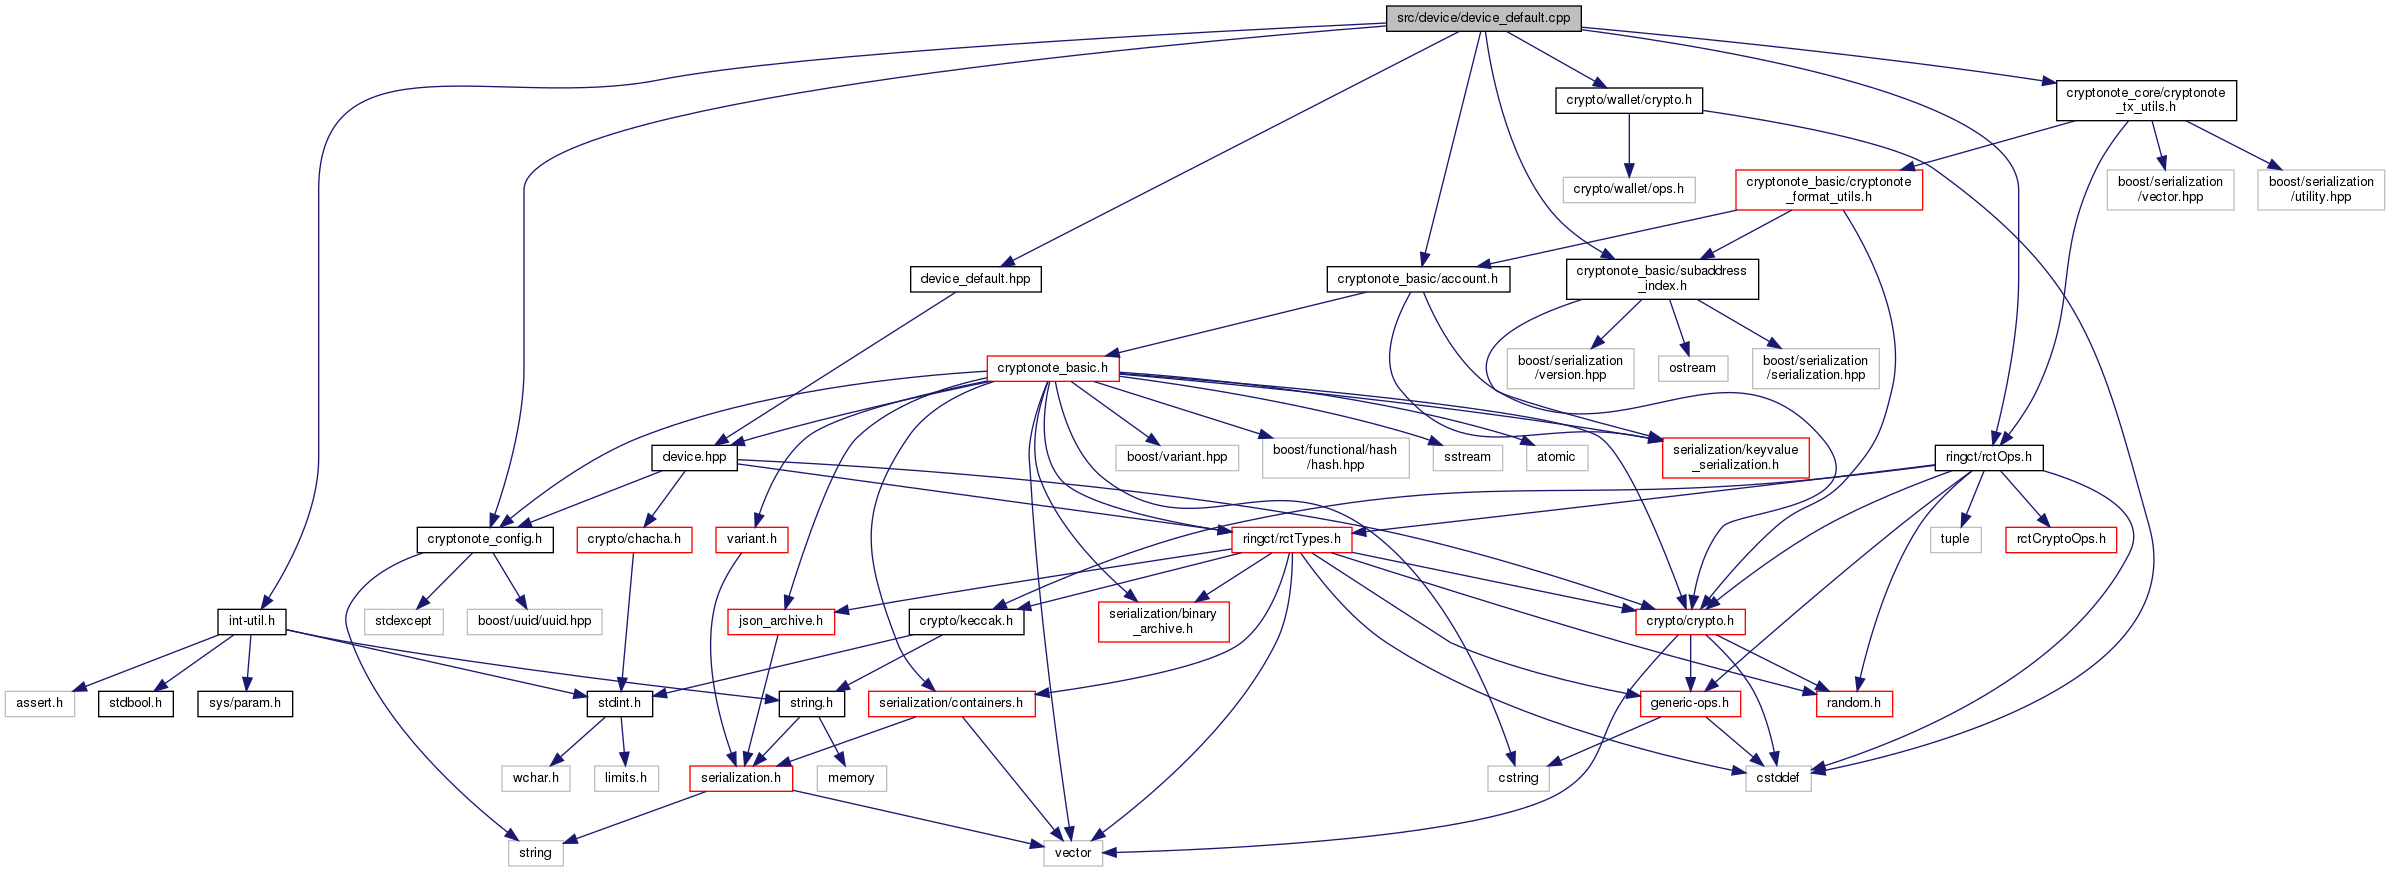 src/device/device_default.cpp
crypto/wallet/crypto.h
cryptonote_core/cryptonote
_tx_utils.h
crypto/wallet/ops.h
cryptonote_basic/cryptonote
_format_utils.h
boost/serialization
/vector.hpp
boost/serialization
/utility.hpp
device_default.hpp
cryptonote_basic/account.h
cryptonote_basic/subaddress
_index.h
cryptonote_basic.h
boost/serialization
/version.hpp
ostream
boost/serialization
/serialization.hpp
device.hpp
boost/variant.hpp
boost/functional/hash
/hash.hpp
sstream
atomic
serialization/keyvalue
_serialization.h
ringct/rctOps.h
cryptonote_config.h
crypto/chacha.h
variant.h
ringct/rctTypes.h
tuple
rctCryptoOps.h
int-util.h
stdexcept
boost/uuid/uuid.hpp
json_archive.h
crypto/keccak.h
serialization/binary
_archive.h
crypto/crypto.h
assert.h
stdbool.h
sys/param.h
stdint.h
string.h
serialization/containers.h
generic-ops.h
random.h
wchar.h
limits.h
serialization.h
memory
cstring
cstddef
string
vector